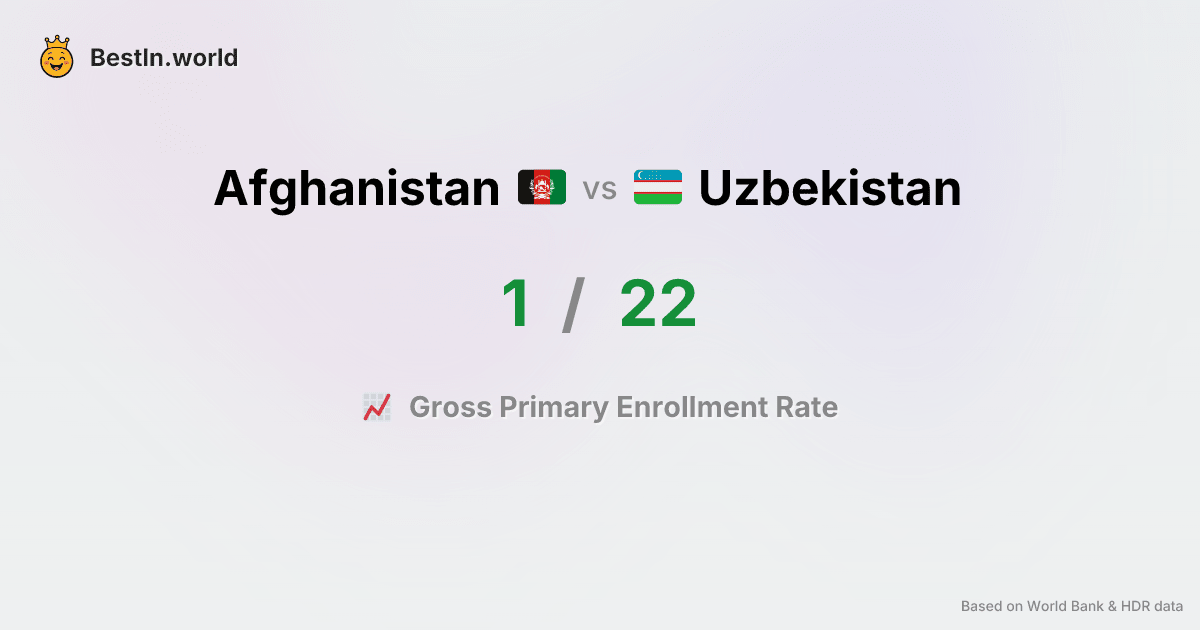 BestIn.world
Afghanistan vs Uzbekistan
1 / 22
Gross Primary Enrollment Rate
Based on World Bank & HDR data